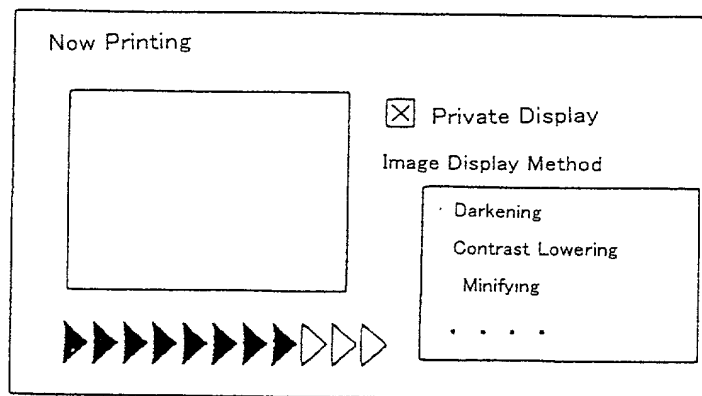 Now Printing
Private Display
Image Display Method
Darkening
Contrast Lowering
Minifying
. . . .